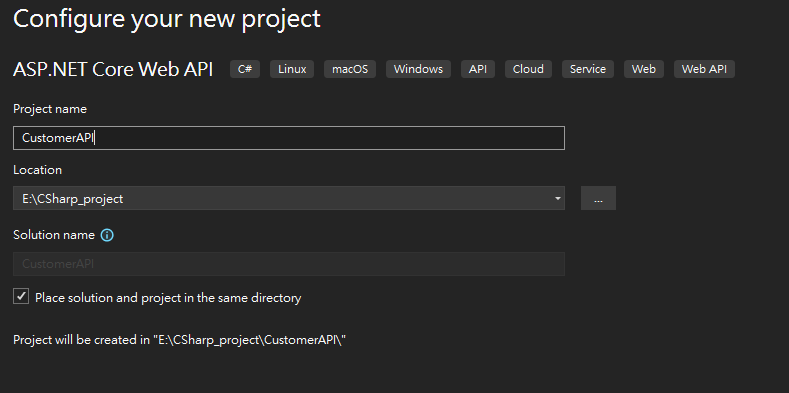 Configure your new project
ASP.NET Core Web API C# Linux macOS Windows API Cloud Service Web Web API
Project name
CustomerAPI
Location
E:\CSharp_project
...
Solution name
CustomerAPI
Place solution and project in the same directory
Project will be created in "E:\CSharp_project\CustomerAPI\"